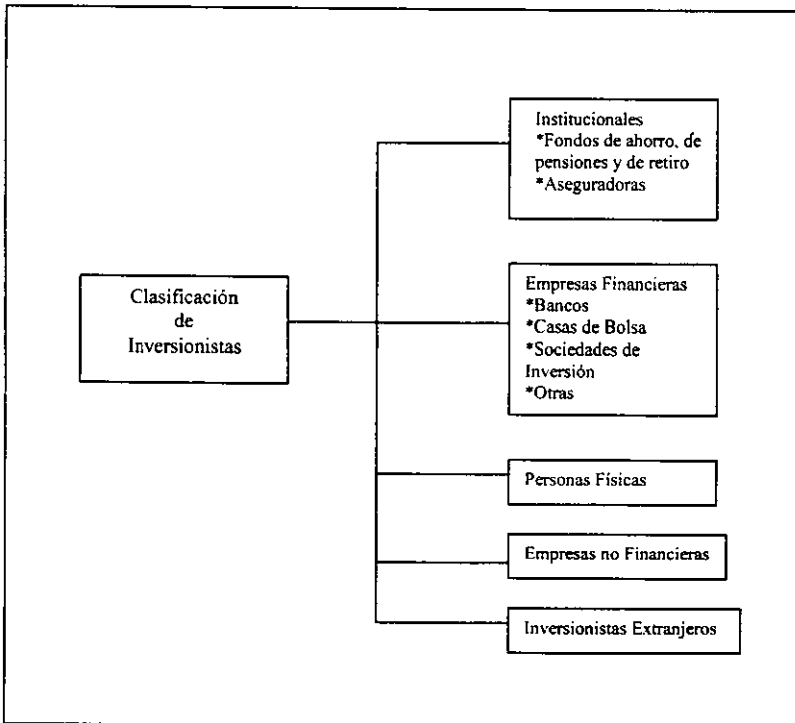 Clasificación
de
Inversionistas
Institucionales
*Fondos de ahorro, de
pensiones y de retiro
*Aseguradoras
Empresas Financieras
*Bancos
*Casas de Bolsa
*Sociedades de
Inversión
*Otras
Personas Físicas
Empresas no Financieras
Inversionistas Extranjeros